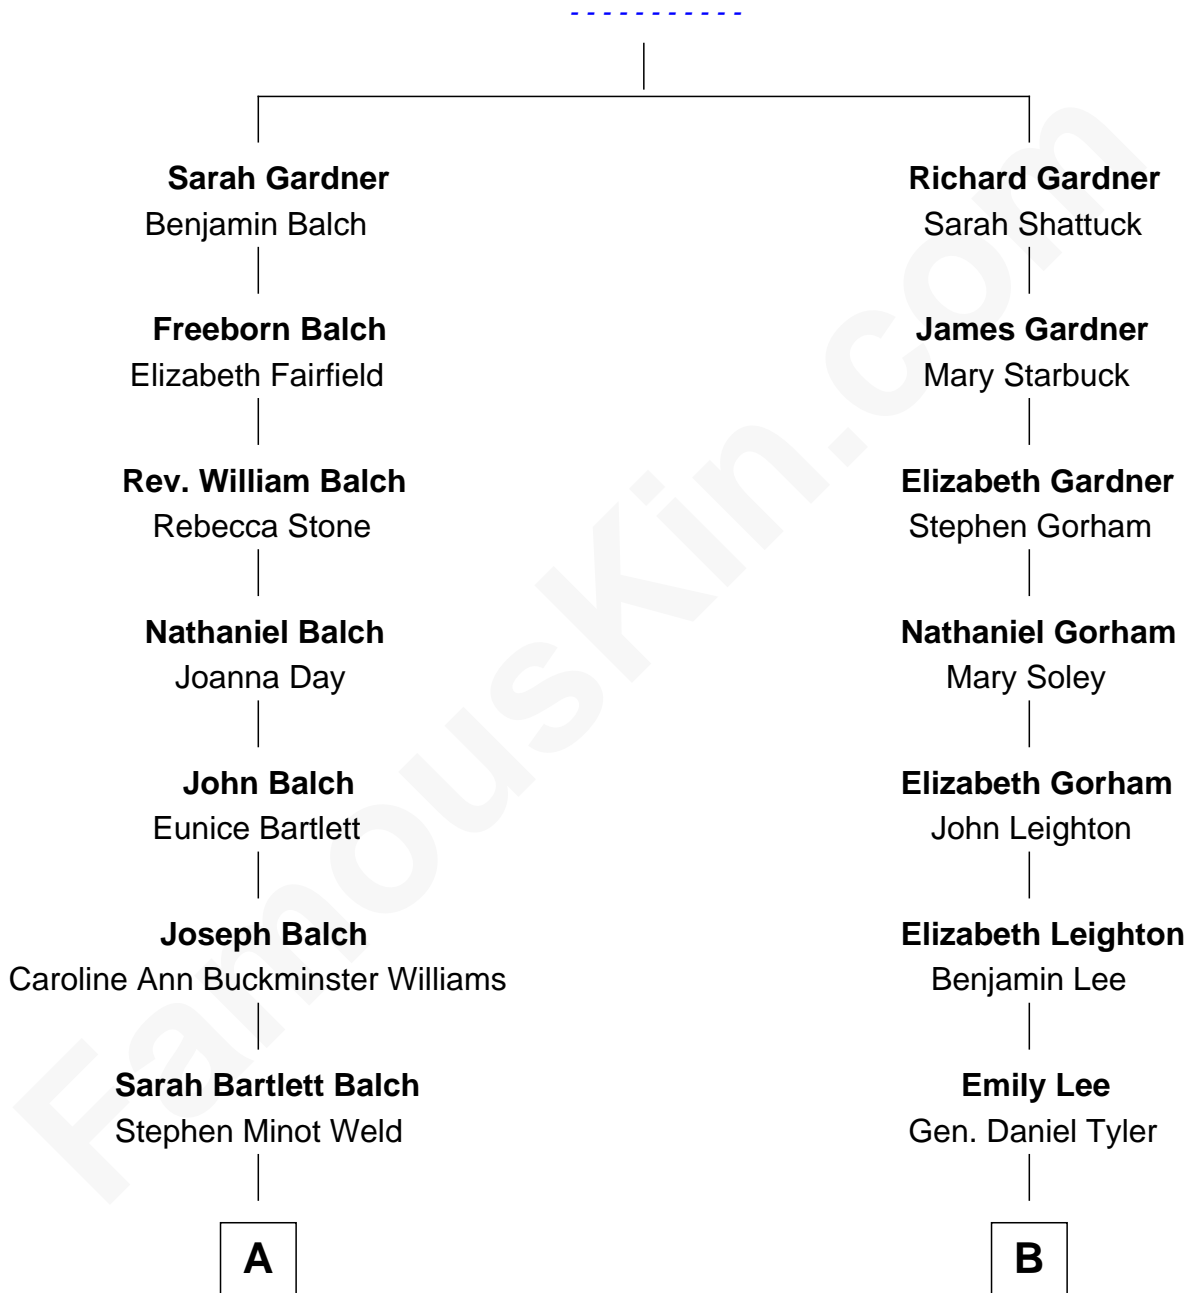 - - - - - - - - - - -
Sarah Gardner
Benjamin Balch
Richard Gardner
Sarah Shattuck
Freeborn Balch
Elizabeth Fairfield
James Gardner
Mary Starbuck
Rev. William Balch
Rebecca Stone
Elizabeth Gardner
Stephen Gorham
Nathaniel Balch
Joanna Day
Nathaniel Gorham
Mary Soley
John Balch
Eunice Bartlett
Elizabeth Gorham
John Leighton
Joseph Balch
Caroline Ann Buckminster Williams
Elizabeth Leighton
Benjamin Lee
Sarah Bartlett Balch
Stephen Minot Weld
Emily Lee
Gen. Daniel Tyler
A
B
FamousKin.com